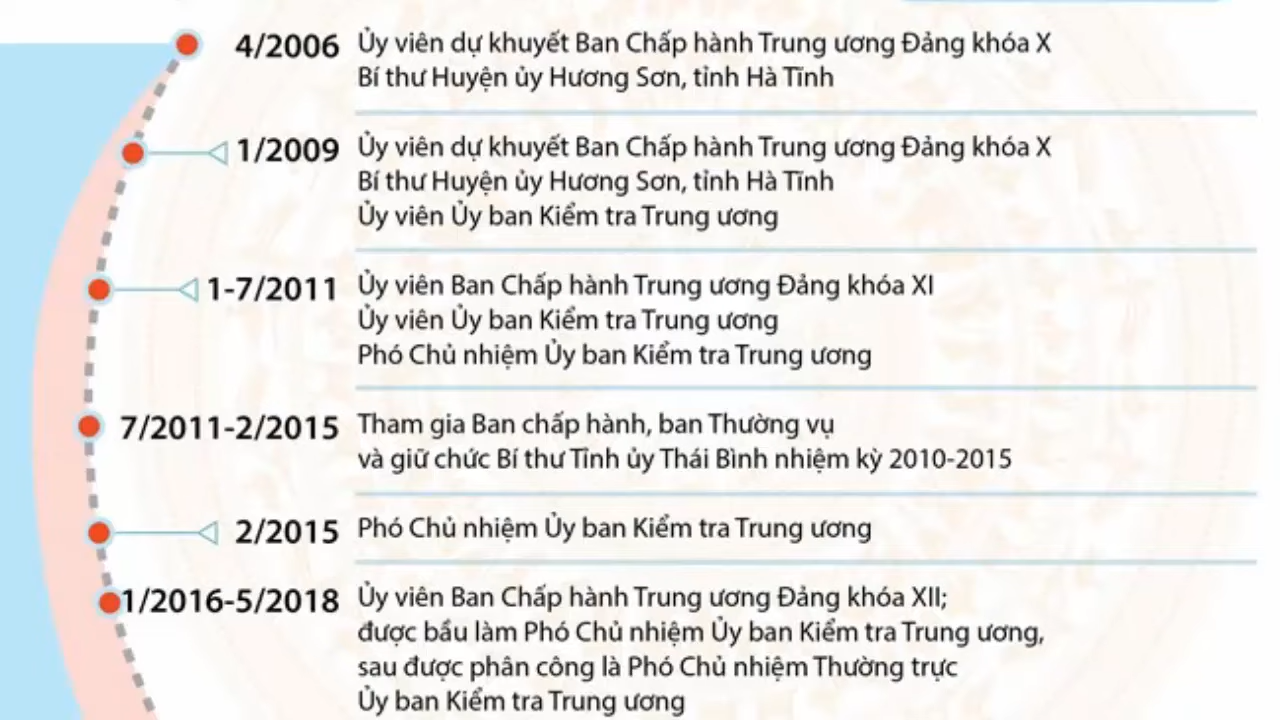 4/2006 Ủy viên dự khuyết Ban Chấp hành Trung ương Đảng khóa X
Bí thư Huyện ủy Hương Sơn, tỉnh Hà Tĩnh
1/2009 Ủy viên dự khuyết Ban Chấp hành Trung ương Đảng khóa X
Bí thư Huyện ủy Hương Sơn, tỉnh Hà Tĩnh
Ủy viên Ủy ban Kiểm tra Trung ương
1-7/2011 Ủy viên Ban Chấp hành Trung ương Đảng khóa XI
Ủy viên Ủy ban Kiểm tra Trung ương
Phó Chủ nhiệm Ủy ban Kiểm tra Trung ương
7/2011-2/2015 Tham gia Ban chấp hành, ban Thường vụ
và giữ chức Bí thư Tỉnh ủy Thái Bình nhiệm kỳ 2010-2015
2/2015 Phó Chủ nhiệm Ủy ban Kiểm tra Trung ương
1/2016-5/2018 Ủy viên Ban Chấp hành Trung ương Đảng khóa XII;
được bầu làm Phó Chủ nhiệm Ủy ban Kiểm tra Trung ương,
sau được phân công là Phó Chủ nhiệm Thường trực
Ủy ban Kiểm tra Trung ương